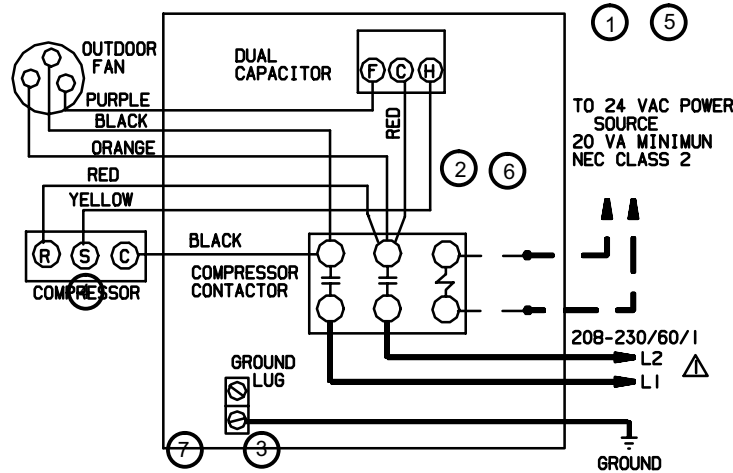 1 5
OUTDOOR
FAN
DUAL
CAPACITOR
F C H
PURPLE
BLACK
RED
ORANGE
RED
YELLOW
TO 24 VAC POWER
SOURCE
20 VA MINIMUN
NEC CLASS 2
2 6
R S C
BLACK
COMPRESSOR
4
COMPRESSOR
CONTACTOR
208-230/60/1
L2
L1
1
GROUND
LUG
7 3
GROUND